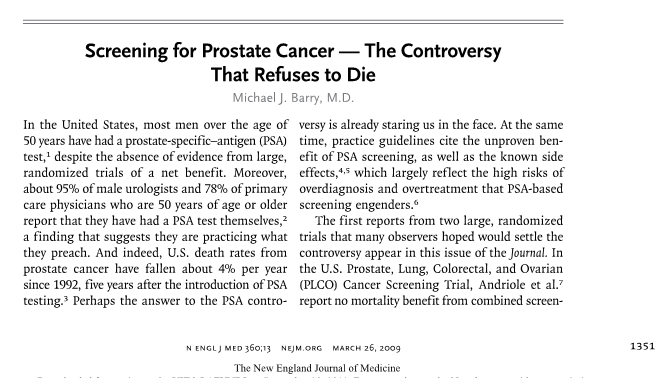 Screening for Prostate Cancer — The Controversy
That Refuses to Die
Michael J. Barry, M.D.
In the United States, most men over the age of
50 years have had a prostate-specific–antigen (PSA)
test,¹ despite the absence of evidence from large,
randomized trials of a net benefit. Moreover,
about 95% of male urologists and 78% of primary
care physicians who are 50 years of age or older
report that they have had a PSA test themselves,²
a finding that suggests they are practicing what
they preach. And indeed, U.S. death rates from
prostate cancer have fallen about 4% per year
since 1992, five years after the introduction of PSA
testing.³ Perhaps the answer to the PSA contro-
versy is already staring us in the face. At the same
time, practice guidelines cite the unproven ben-
efit of PSA screening, as well as the known side
effects,⁴,⁵ which largely reflect the high risks of
overdiagnosis and overtreatment that PSA-based
screening engenders.⁶
The first reports from two large, randomized
trials that many observers hoped would settle the
controversy appear in this issue of the Journal. In
the U.S. Prostate, Lung, Colorectal, and Ovarian
(PLCO) Cancer Screening Trial, Andriole et al.⁷
report no mortality benefit from combined screen-
N ENGL J MED 360;13 NEJM.ORG MARCH 26, 2009
1351
The New England Journal of Medicine